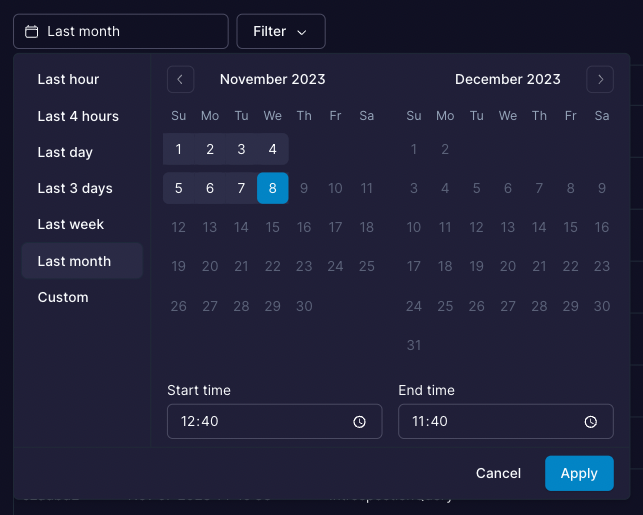 Last month Filter
Last hour
Last 4 hours
Last day
Last 3 days
Last week
Last month
Custom
November 2023
Su Mo Tu We Th Fr Sa
1 2 3 4
5 6 7 8 9 10 11
12 13 14 15 16 17 18
19 20 21 22 23 24 25
26 27 28 29 30
December 2023
Su Mo Tu We Th Fr Sa
1 2
3 4 5 6 7 8 9
10 11 12 13 14 15 16
17 18 19 20 21 22 23
24 25 26 27 28 29 30
31
Start time
12:40
End time
11:40
Cancel Apply